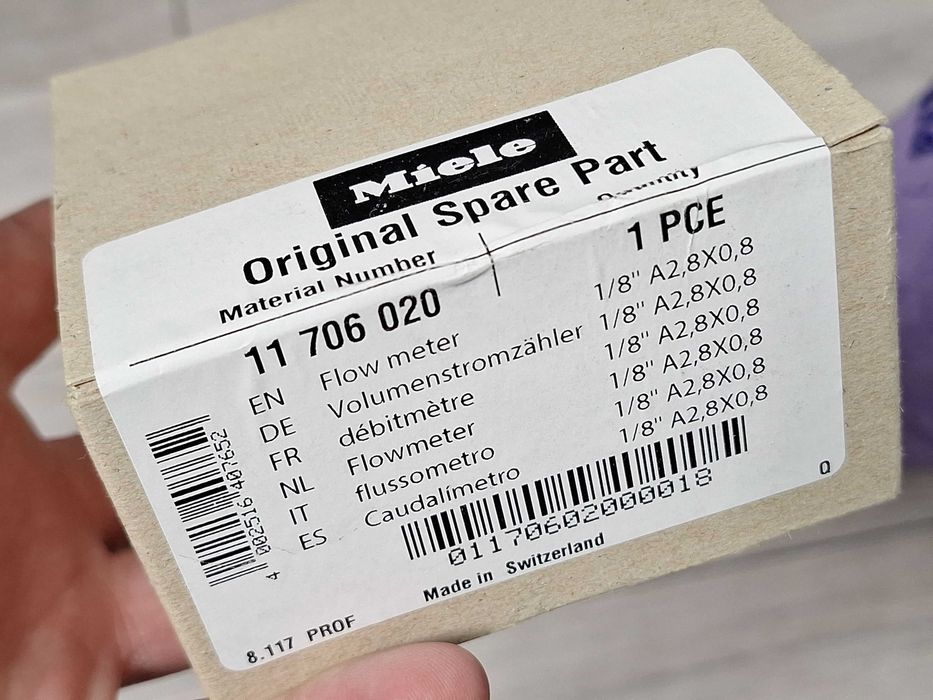 Miele
Original Spare Part
Material Number Quantity
11 706 020 1 PCE
EN Flow meter 1/8" A2,8X0,8
DE Volumenstromzähler 1/8" A2,8X0,8
FR débitmètre 1/8" A2,8X0,8
NL Flowmeter 1/8" A2,8X0,8
IT flussometro 1/8" A2,8X0,8
ES Caudalímetro 1/8" A2,8X0,8
4 002516 407652
01170602000018
Q
Made in Switzerland
8.117 PROF